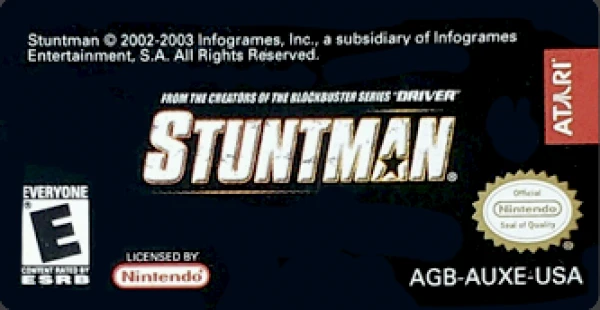 Stuntman © 2002-2003 Infogrames, Inc., a subsidiary of Infogrames
Entertainment, S.A. All Rights Reserved.
ATARI
FROM THE CREATORS OF THE BLOCKBUSTER SERIES "DRIVER"
STUNTMAN®
EVERYONE
E ®
CONTENT RATED BY
ESRB
LICENSED BY
Nintendo
Official
Nintendo
Seal of Quality
®
AGB-AUXE-USA